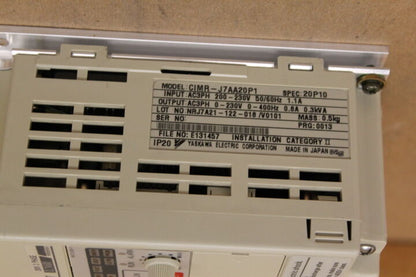 MODEL CIMR-J7AA20P1 SPEC 20P10
INPUT AC3PH 200-230V 50/60Hz 1.1A
OUTPUT AC3PH 0-230V 0-400Hz 0.8A 0.3kVA
LOT NO NRJ7A21-122-018/V0101 MASS 0.5kg
SER NO PRG:0013
FILE NO E131457 INSTALLATION CATEGORY II
IP20 YASKAWA ELECTRIC CORPORATION MADE IN JAPAN